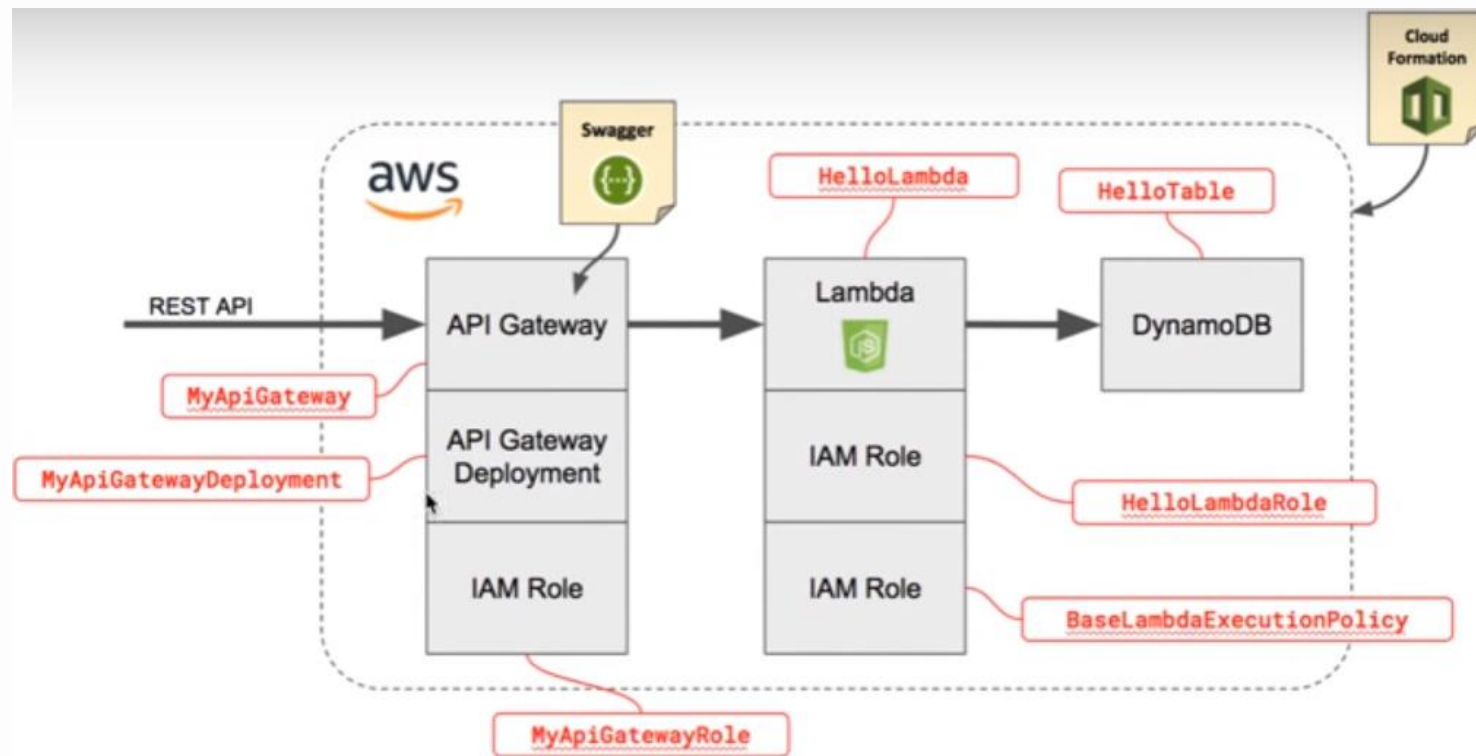 Cloud
Formation
Swagger
{···}
aws
HelloLambda
HelloTable
REST API
API Gateway
Lambda
JS
DynamoDB
MyApiGateway
API Gateway
Deployment
IAM Role
MyApiGatewayDeployment
HelloLambdaRole
IAM Role
IAM Role
BaseLambdaExecutionPolicy
MyApiGatewayRole